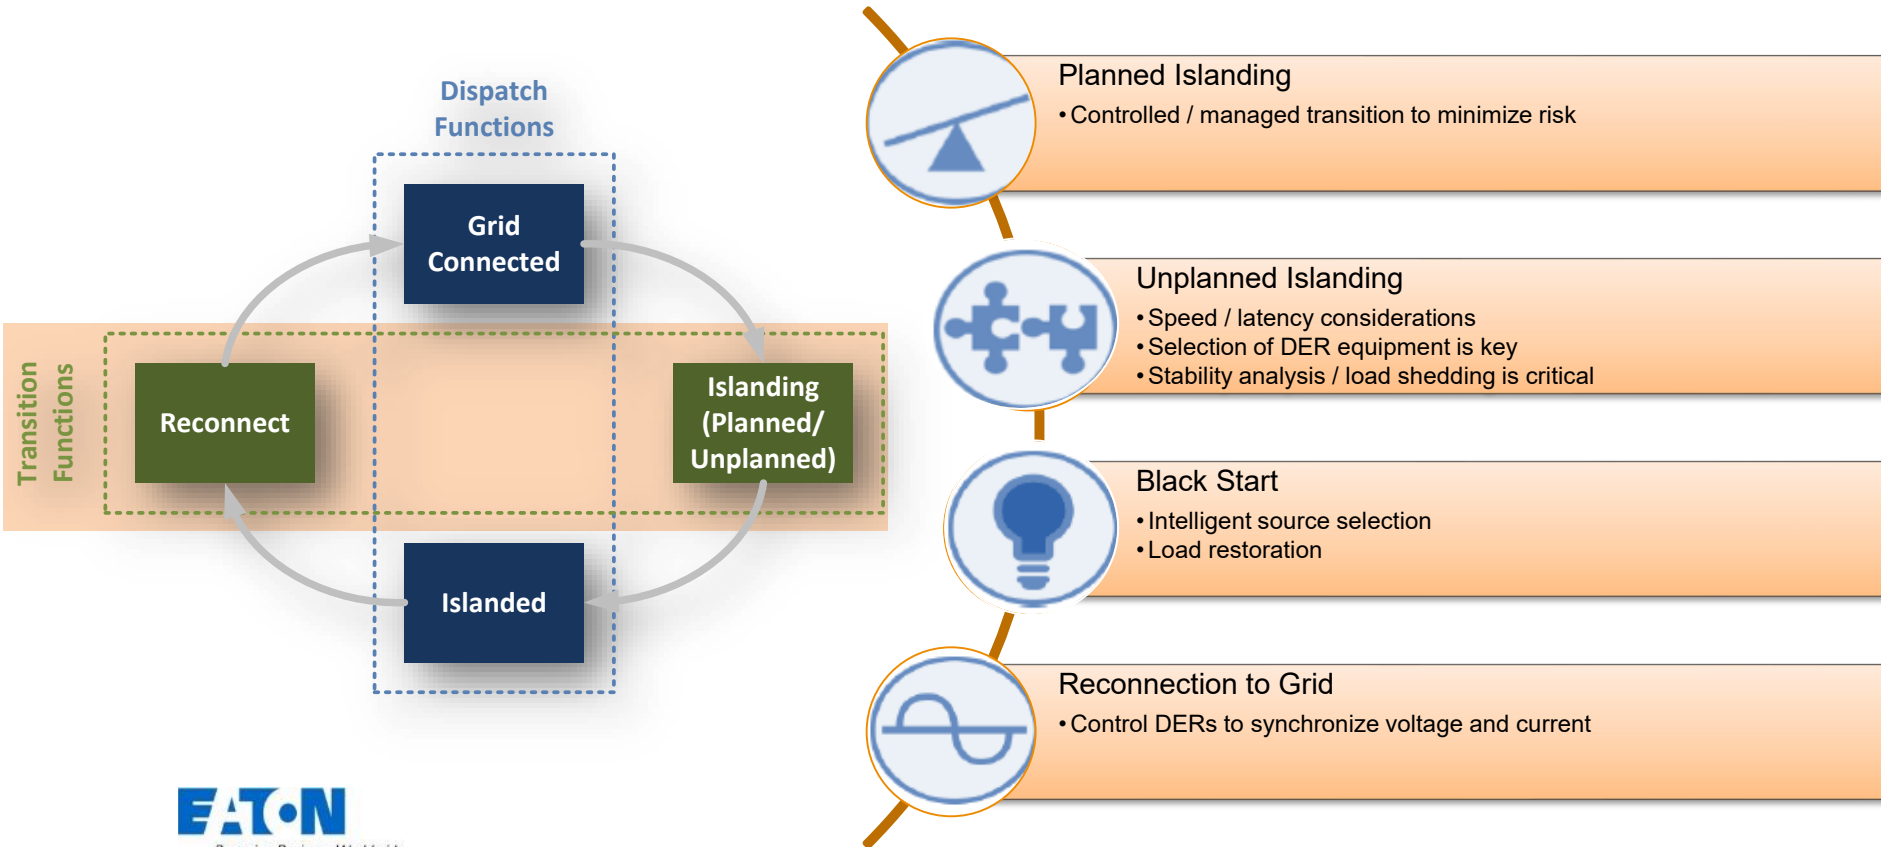 Dispatch
Functions
Grid
Connected
Transition
Functions
Reconnect
Islanding
(Planned/
Unplanned)
Islanded
EATON
Planned Islanding
• Controlled / managed transition to minimize risk
Unplanned Islanding
• Speed / latency considerations
• Selection of DER equipment is key
• Stability analysis / load shedding is critical
Black Start
• Intelligent source selection
• Load restoration
Reconnection to Grid
• Control DERs to synchronize voltage and current